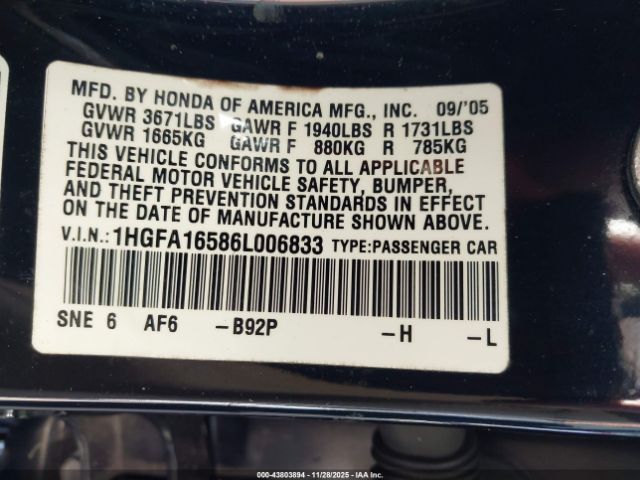 MFD. BY HONDA OF AMERICA MFG., INC. 09/'05
GVWR 3671LBS GAWR F 1940LBS R 1731LBS
GVWR 1665KG GAWR F 880KG R 785KG
THIS VEHICLE CONFORMS TO ALL APPLICABLE
FEDERAL MOTOR VEHICLE SAFETY, BUMPER,
AND THEFT PREVENTION STANDARDS IN EFFECT
ON THE DATE OF MANUFACTURE SHOWN ABOVE.
V.I.N.: 1HGFA16586L006833 TYPE:PASSENGER CAR
SNE 6 AF6 -B92P -H -L
000-43803894 | 11/28/2025 - IAA Inc.